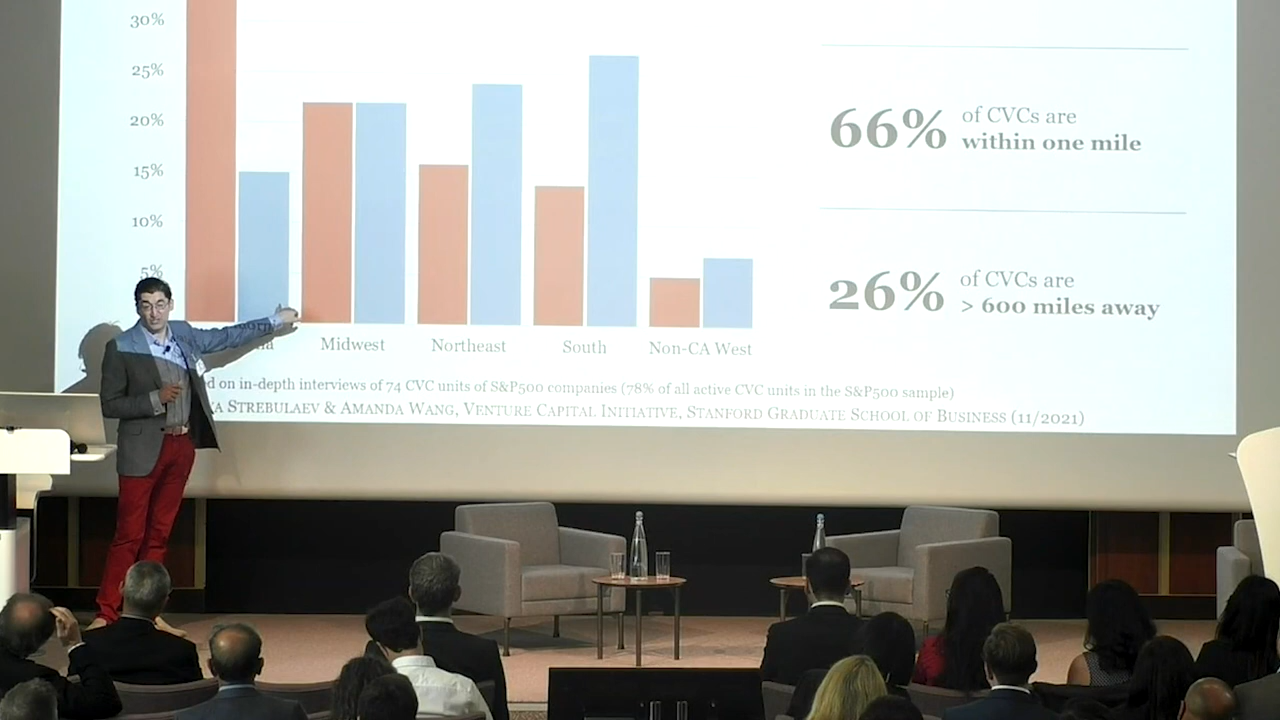 30%
25%
20%
15%
10%
5%
Midwest
Northeast
South
Non-CA West
66%
of CVCs are
within one mile
26%
of CVCs are
> 600 miles away
on in-depth interviews of 74 CVC units of S&P500 companies (78% of all active CVC units in the S&P500 sample)
STREBULAEV & AMANDA WANG, VENTURE CAPITAL INITIATIVE, STANFORD GRADUATE SCHOOL OF BUSINESS (11/2021)